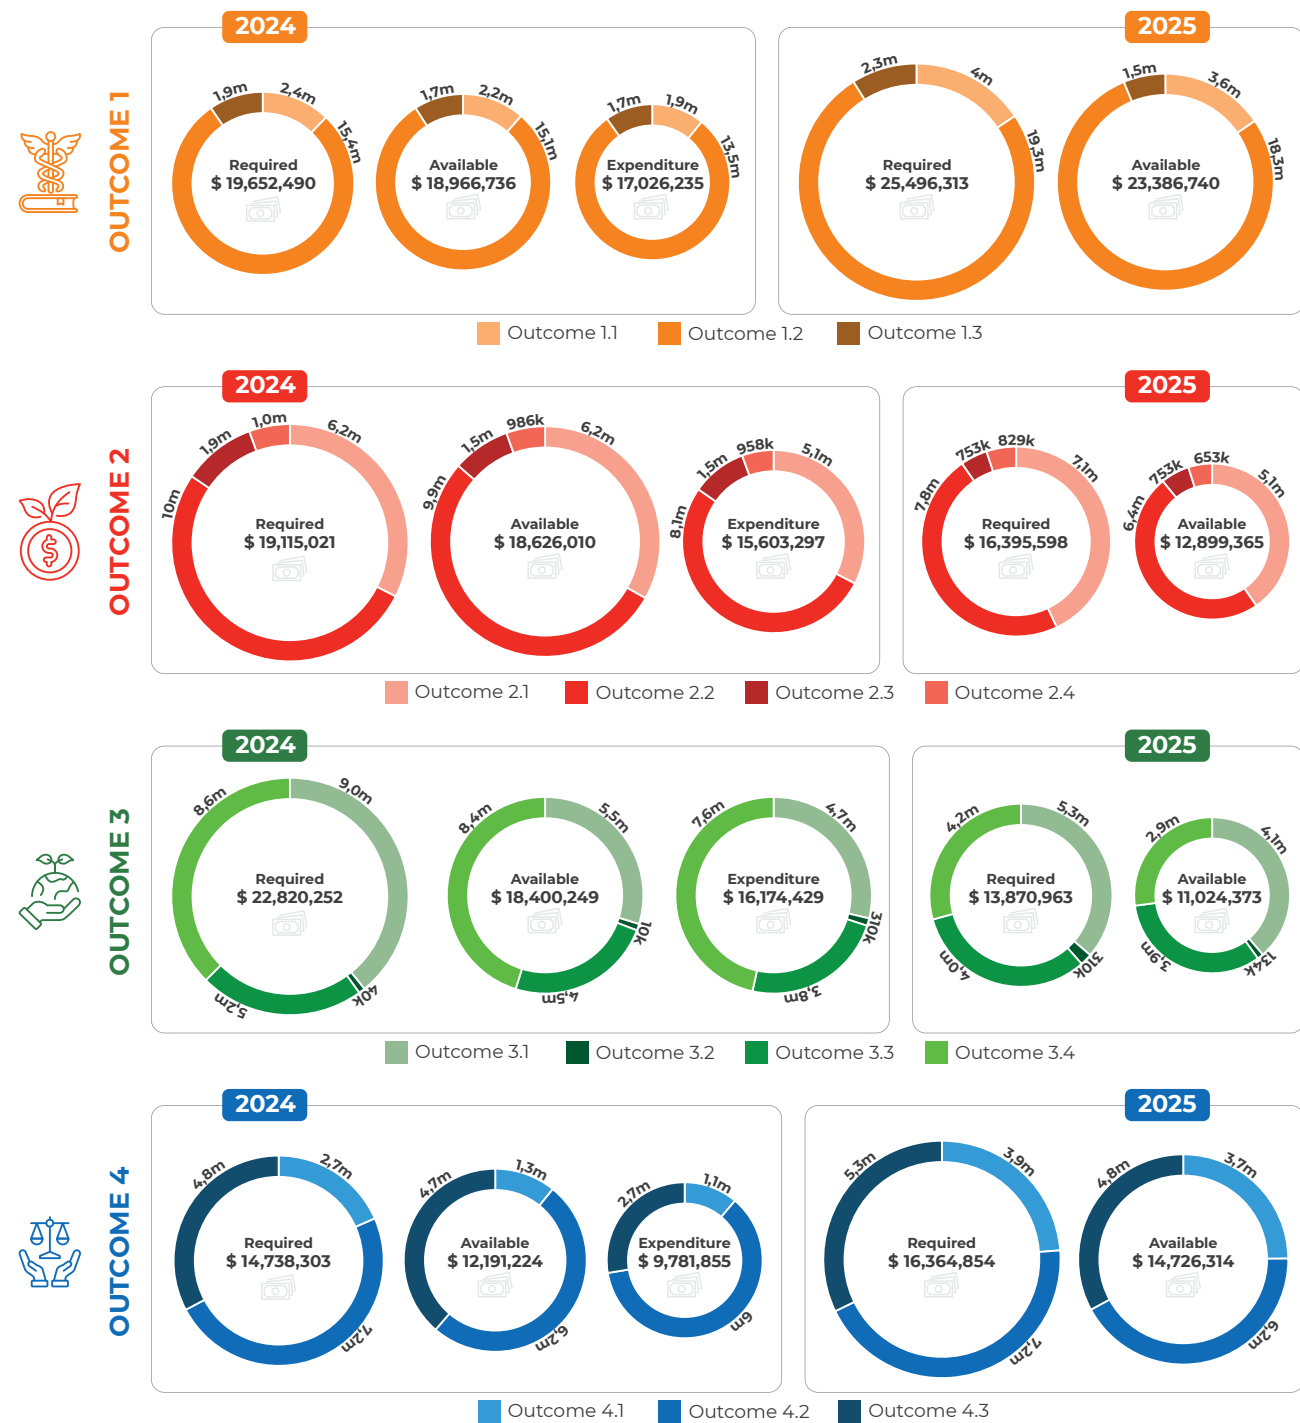 OUTCOME 1
2024
1,9m
2,4m
15,4m
Required
$ 19,652,490
1,7m
2,2m
15,1m
Available
$ 18,966,736
1,7m
1,9m
13,5m
Expenditure
$ 17,026,235
2025
2,3m
4m
19,3m
Required
$ 25,496,313
1,5m
3,6m
18,3m
Available
$ 23,386,740
Outcome 1.1
Outcome 1.2
Outcome 1.3
OUTCOME 2
2024
10m
1,9m
1,0m
6,2m
Required
$ 19,115,021
9,9m
1,5m
986k
6,2m
Available
$ 18,626,010
8,1m
1,5m
958k
5,1m
Expenditure
$ 15,603,297
2025
7,8m
753k
829k
7,1m
Required
$ 16,395,598
6,4m
753k
653k
5,1m
Available
$ 12,899,365
Outcome 2.1
Outcome 2.2
Outcome 2.3
Outcome 2.4
OUTCOME 3
2024
8,6m
9,0m
Required
$ 22,820,252
5,2m
40k
8,4m
5,5m
Available
$ 18,400,249
10k
4,5m
7,6m
4,7m
Expenditure
$ 16,174,429
310k
3,8m
2025
4,2m
5,3m
Required
$ 13,870,963
4,0m
310k
2,9m
4,1m
Available
$ 11,024,373
3,9m
134k
Outcome 3.1
Outcome 3.2
Outcome 3.3
Outcome 3.4
OUTCOME 4
2024
4,8m
2,7m
Required
$ 14,738,303
7,2m
4,7m
1,3m
Available
$ 12,191,224
6,2m
2,7m
1,1m
Expenditure
$ 9,781,855
6m
2025
5,3m
3,9m
Required
$ 16,364,854
7,2m
4,8m
3,7m
Available
$ 14,726,314
6,2m
Outcome 4.1
Outcome 4.2
Outcome 4.3